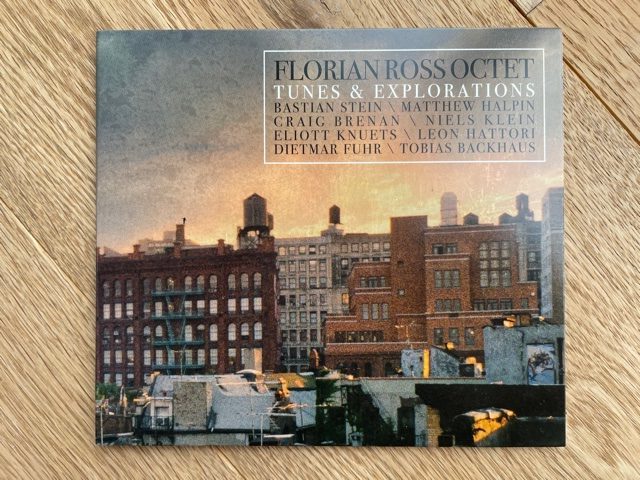 FLORIAN ROSS OCTET
TUNES & EXPLORATIONS
BASTIAN STEIN \ MATTHEW HALPIN
CRAIG BRENAN \ NIELS KLEIN
ELIOTT KNUETS \ LEON HATTORI
DIETMAR FUHR \ TOBIAS BACKHAUS